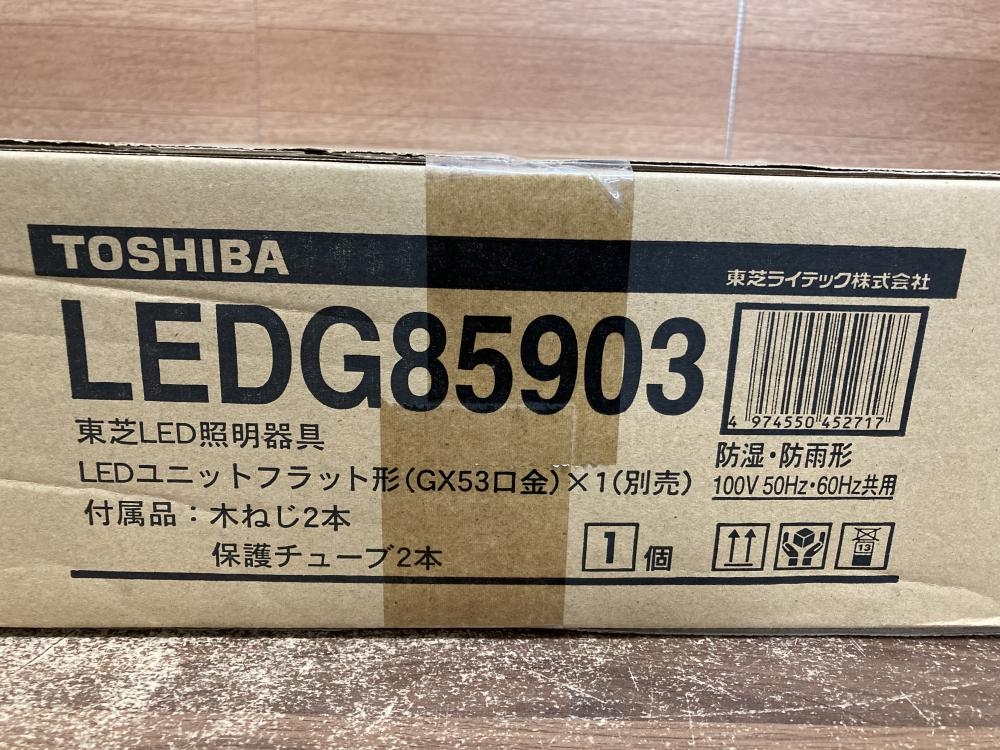 TOSHIBA
東芝ライテック株式会社
LEDG85903
4 974550 452717
東芝LED照明器具
LEDユニットフラット形(GX53口金)×1(別売)
防湿・防雨形
100V 50Hz・60Hz共用
付属品:木ねじ2本
保護チューブ2本
1個
13